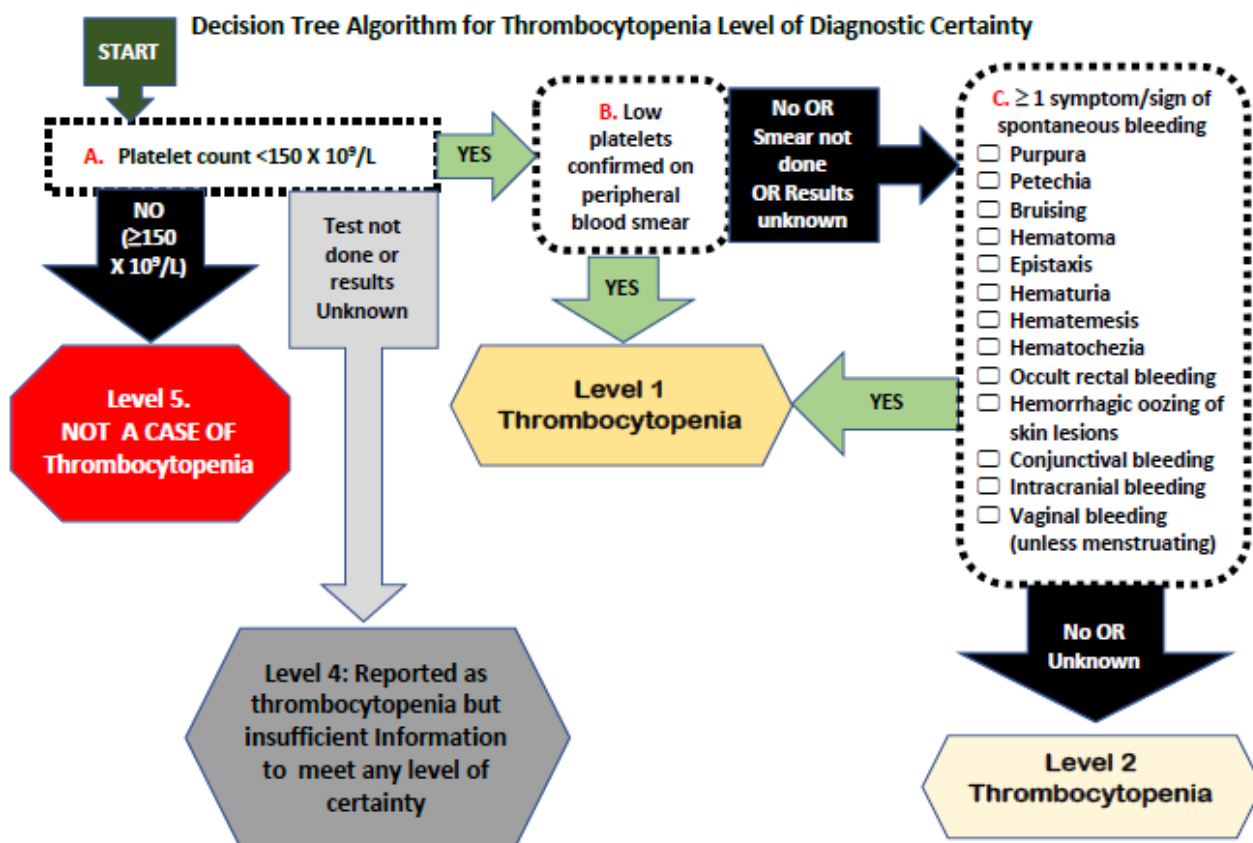 Decision Tree Algorithm for Thrombocytopenia Level of Diagnostic Certainty
START
A. Platelet count <150 X 10⁹/L
YES
B. Low
platelets
confirmed on
peripheral
blood smear
No OR
Smear not
done
OR Results
unknown
C. ≥ 1 symptom/sign of
spontaneous bleeding
▢ Purpura
▢ Petechia
▢ Bruising
▢ Hematoma
▢ Epistaxis
▢ Hematuria
▢ Hematemesis
▢ Hematochezia
▢ Occult rectal bleeding
▢ Hemorrhagic oozing of
skin lesions
▢ Conjunctival bleeding
▢ Intracranial bleeding
▢ Vaginal bleeding
(unless menstruating)
NO
(≥150
X 10⁹/L)
Test not
done or
results
Unknown
YES
YES
Level 5.
NOT A CASE OF
Thrombocytopenia
Level 1
Thrombocytopenia
Level 4: Reported as
thrombocytopenia but
insufficient Information
to meet any level of
certainty
No OR
Unknown
Level 2
Thrombocytopenia